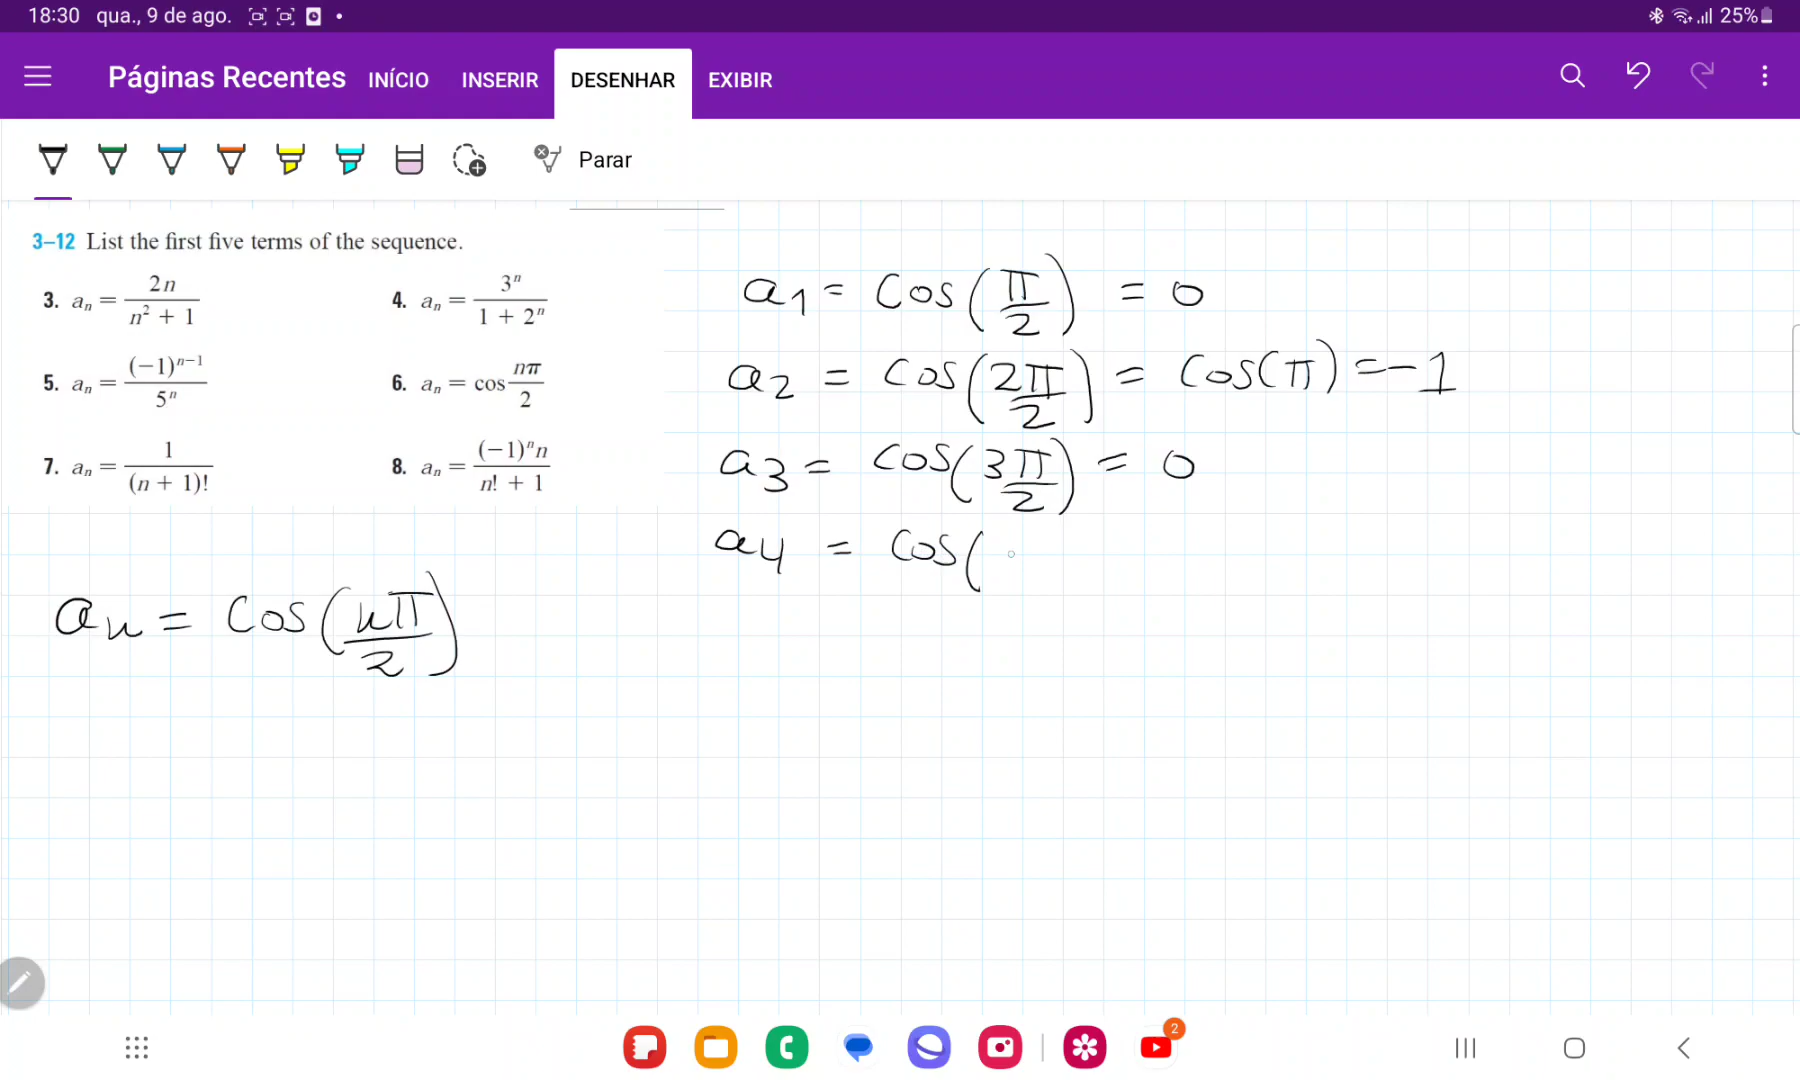 18:30 qua., 9 de ago. 25%
Páginas Recentes INÍCIO INSERIR DESENHAR EXIBIR
Parar
3–12 List the first five terms of the sequence.
3. aₙ = 2n / (n² + 1)
4. aₙ = 3ⁿ / (1 + 2ⁿ)
5. aₙ = (−1)ⁿ⁻¹ / 5ⁿ
6. aₙ = cos nπ/2
7. aₙ = 1 / (n + 1)!
8. aₙ = (−1)ⁿn / (n! + 1)
an = cos(nπ/2)
a1 = cos(π/2) = 0
a2 = cos(2π/2) = cos(π) = -1
a3 = cos(3π/2) = 0
a4 = cos(
2